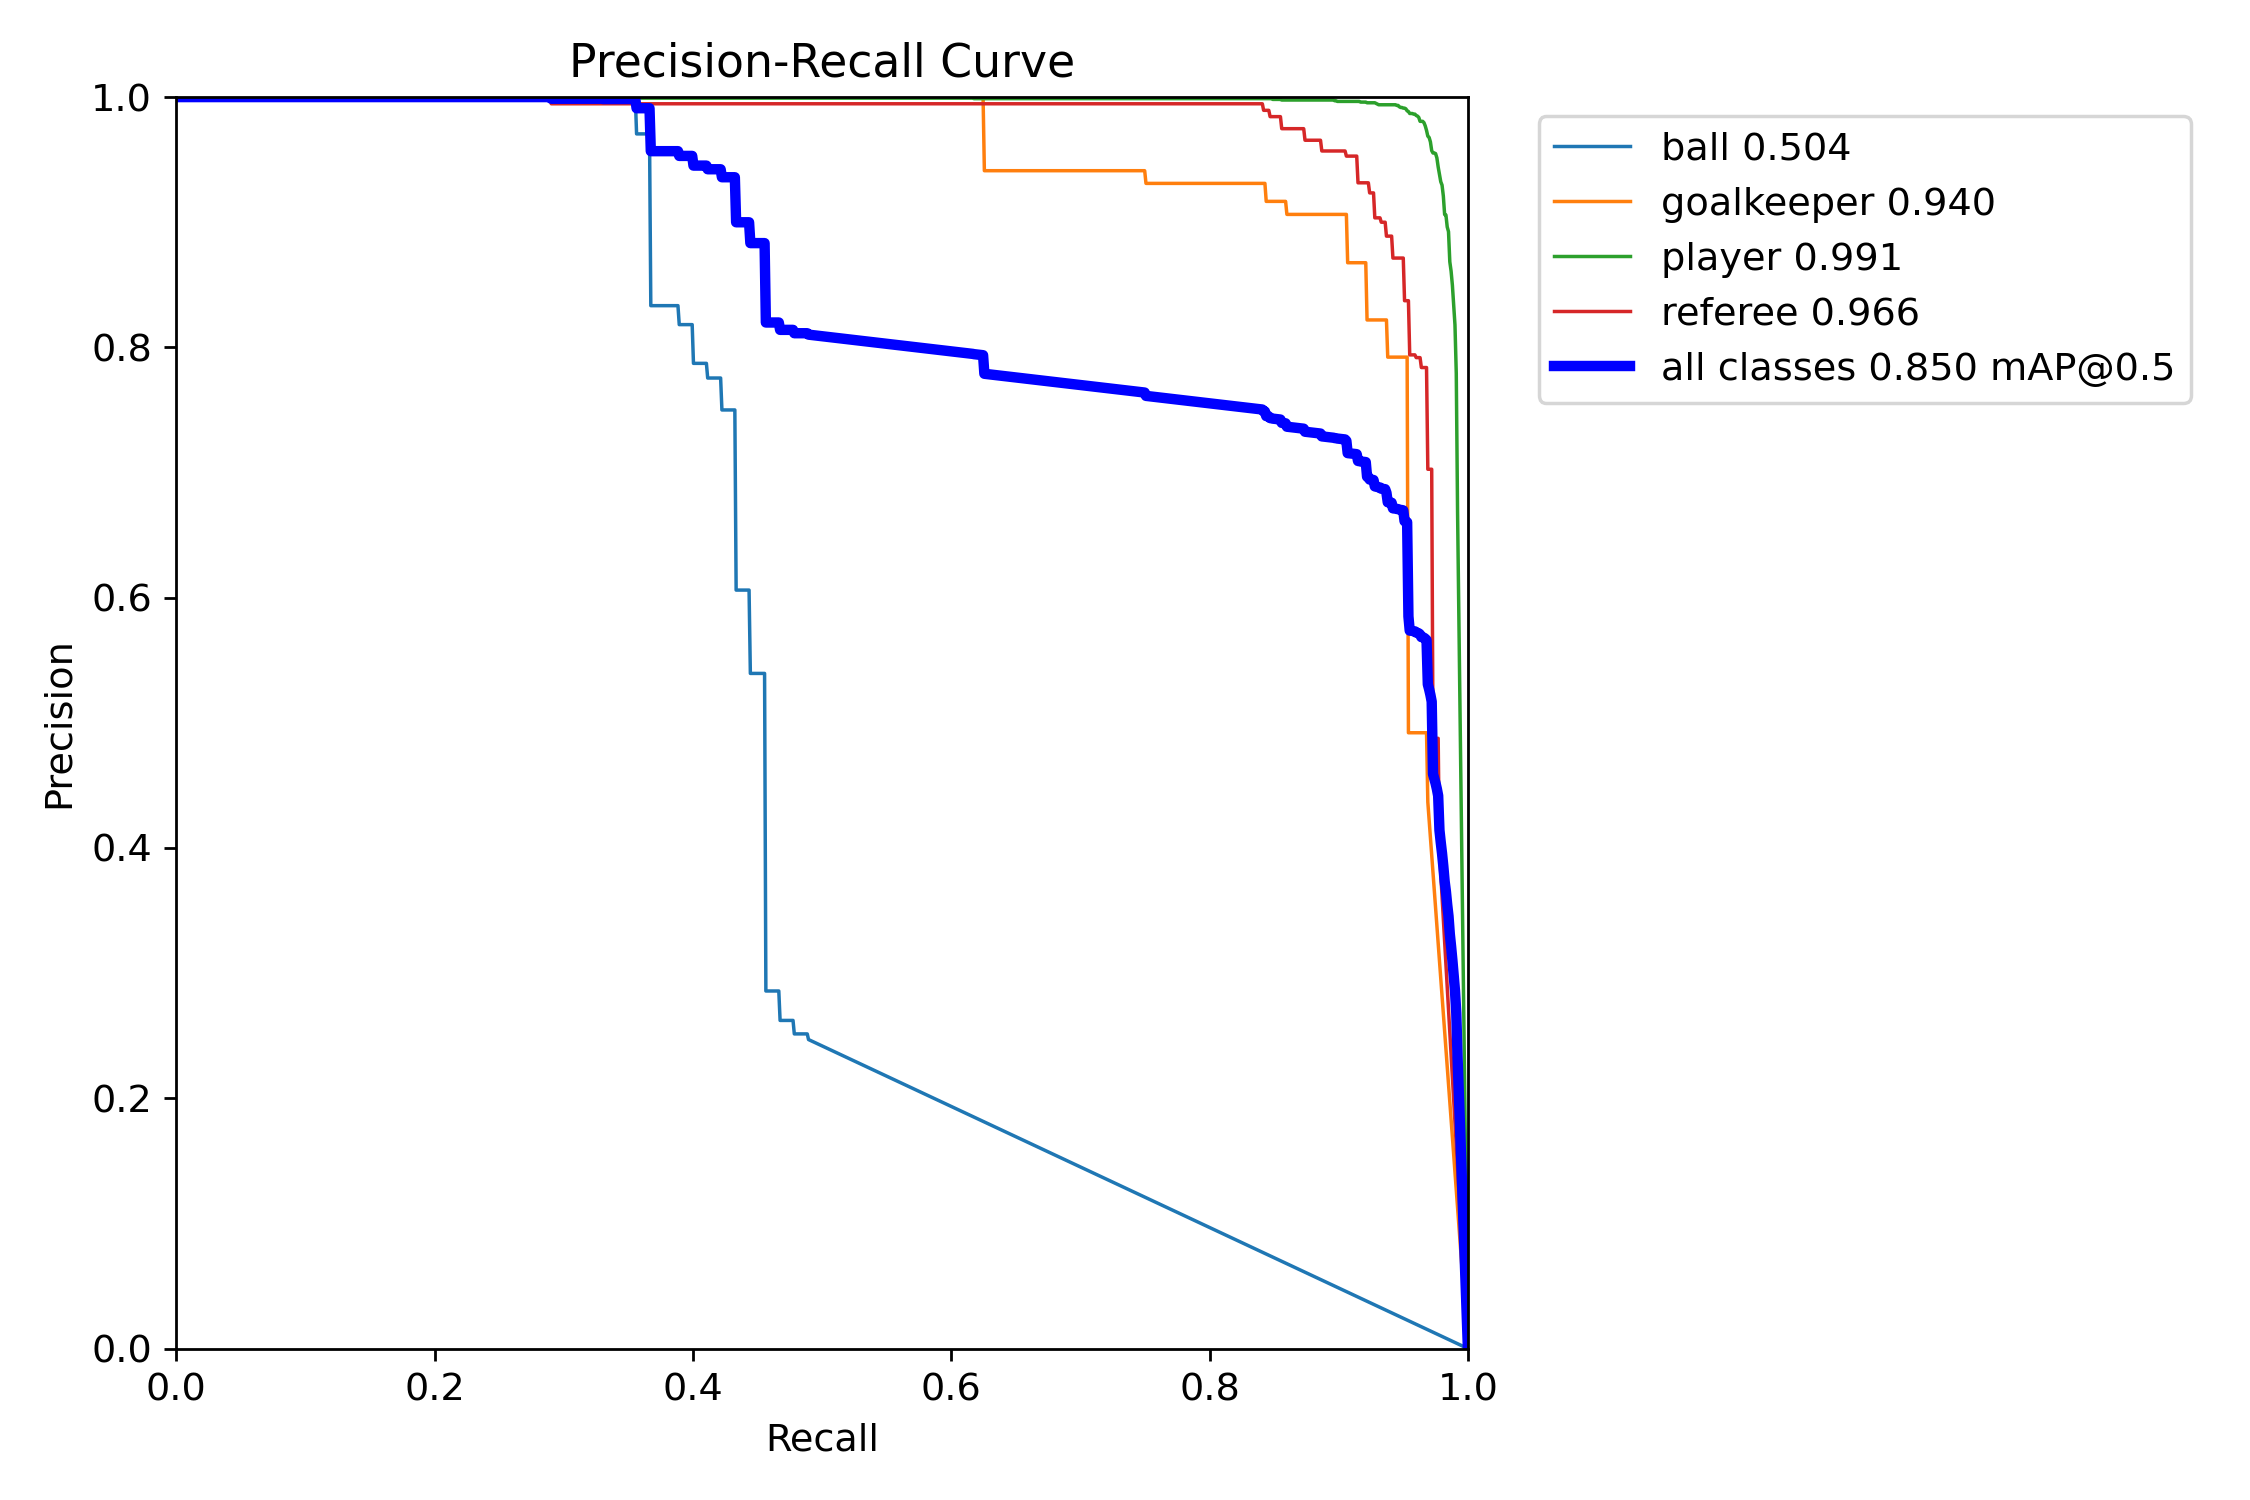 Precision-Recall Curve
1.0
0.8
0.6
0.4
0.2
0.0
Precision
0.0 0.2 0.4 0.6 0.8 1.0
Recall
ball 0.504
goalkeeper 0.940
player 0.991
referee 0.966
all classes 0.850 mAP@0.5